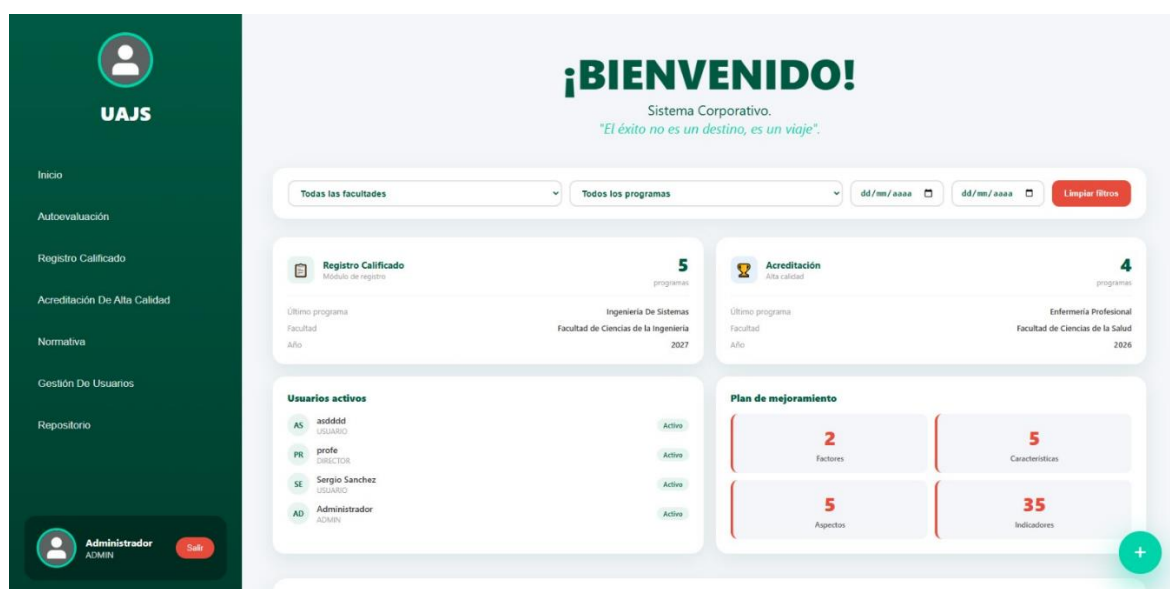 UAJS
Inicio
Autoevaluación
Registro Calificado
Acreditación De Alta Calidad
Normativa
Gestión De Usuarios
Repositorio
Administrador
ADMIN
Salir
¡BIENVENIDO!
Sistema Corporativo.
"El éxito no es un destino, es un viaje".
Todas las facultades
Todos los programas
dd/mm/aaaa
dd/mm/aaaa
Limpiar filtros
Registro Calificado
Módulo de registro
5
programas
Último programa Ingeniería De Sistemas
Facultad Facultad de Ciencias de la Ingeniería
Año 2027
Acreditación
Alta calidad
4
programas
Último programa Enfermería Profesional
Facultad Facultad de Ciencias de la Salud
Año 2026
Usuarios activos
AS asdddd Activo
USUARIO
PR profe Activo
DIRECTOR
SE Sergio Sanchez Activo
USUARIO
AD Administrador Activo
ADMIN
Plan de mejoramiento
2
Factores
5
Características
5
Aspectos
35
Indicadores
+